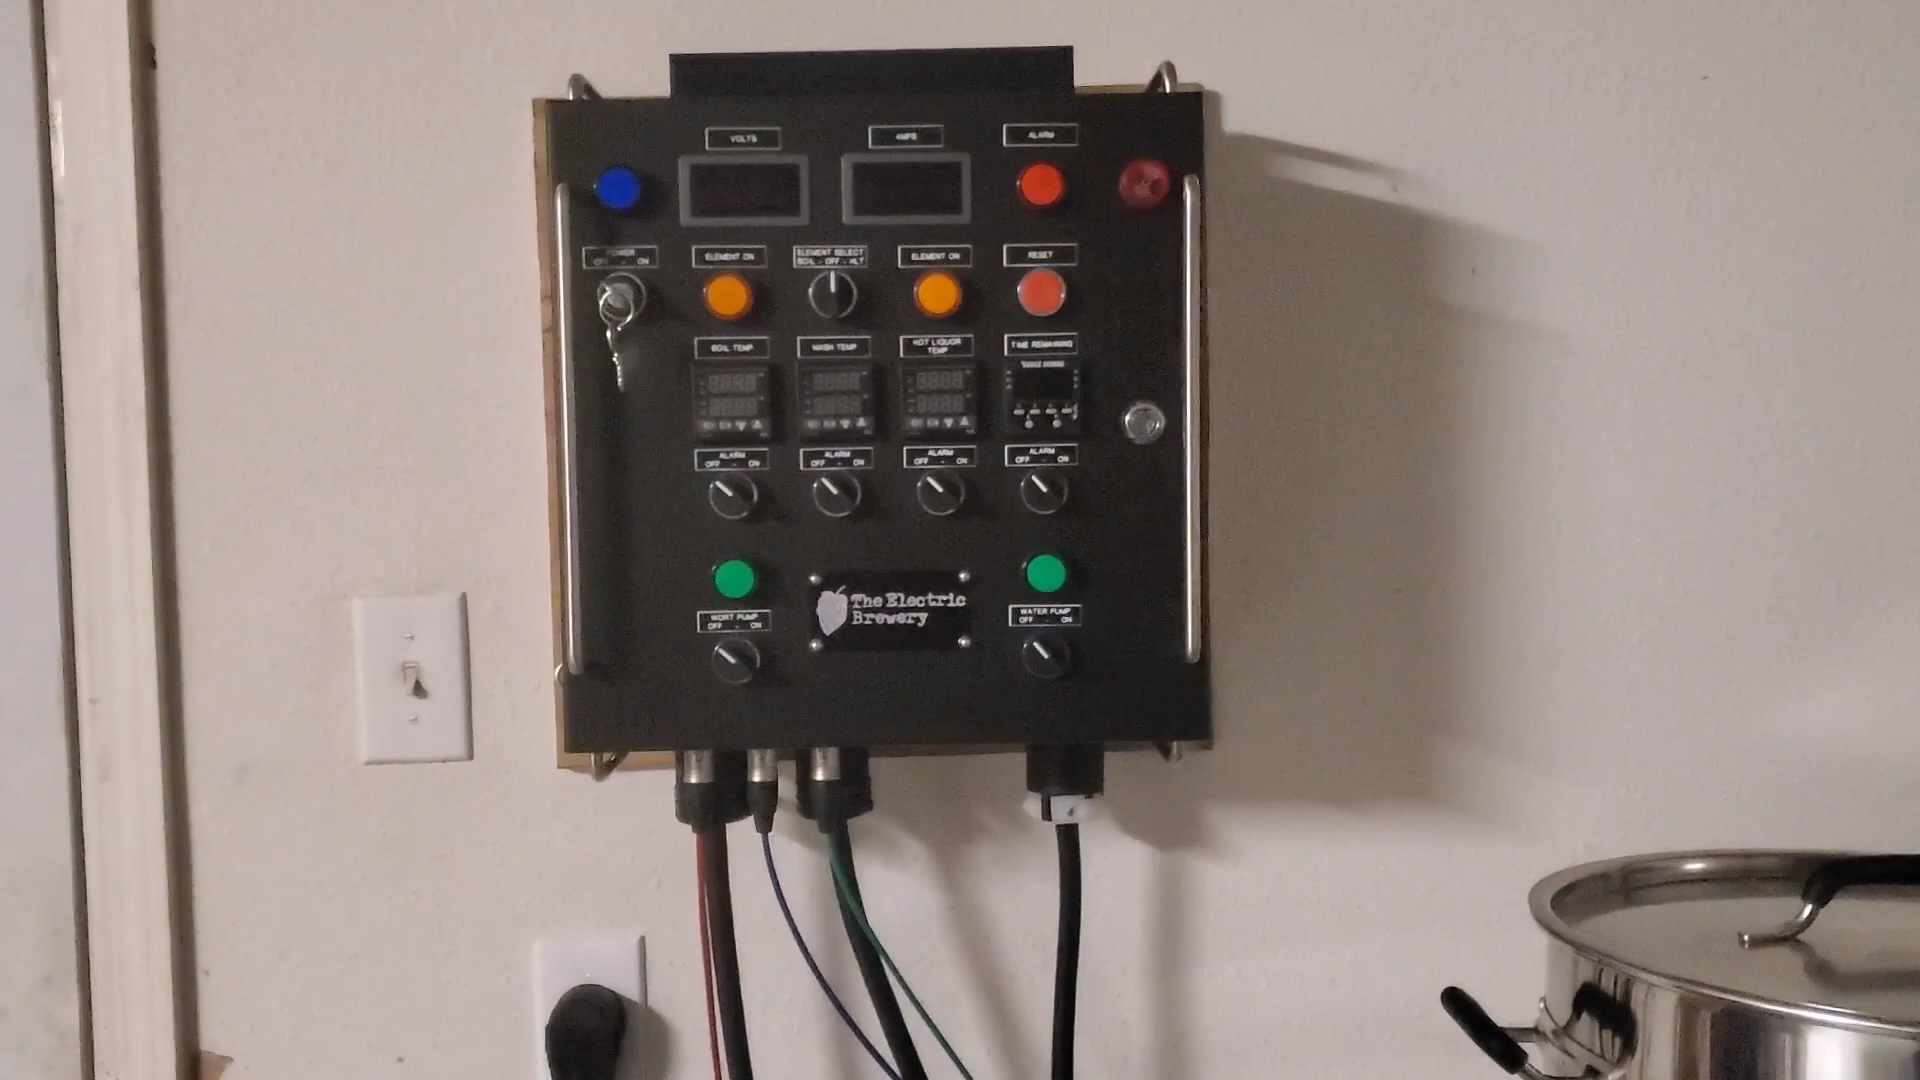 VOLTS
AMPS
ALARM
POWER
OFF - ON
ELEMENT ON
ELEMENT SELECT
BOIL - OFF - HLT
ELEMENT ON
RESET
BOIL TEMP
MASH TEMP
HOT LIQUOR
TEMP
TIME REMAINING
ALARM
OFF - ON
ALARM
OFF - ON
ALARM
OFF - ON
ALARM
OFF - ON
The Electric
Brewery
WORT PUMP
OFF - ON
WATER PUMP
OFF - ON